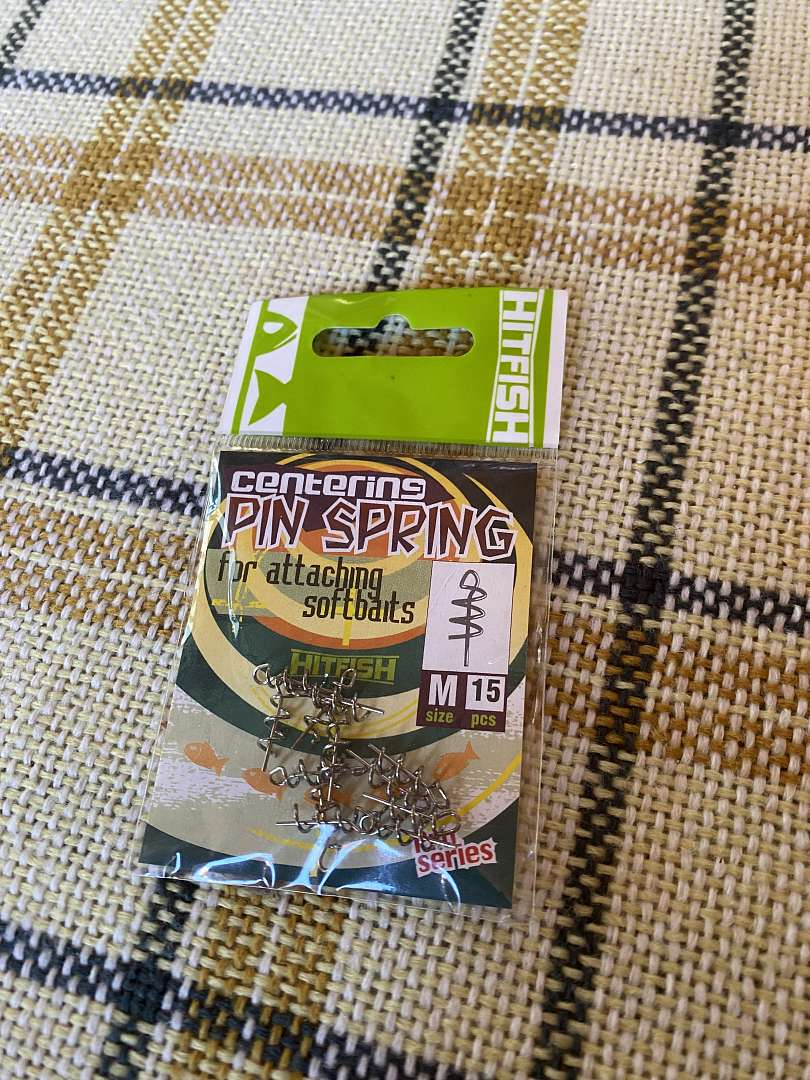 HITFISH
centering
PIN SPRING
for attaching
softbaits
HITFISH
M 15
size pcs
series